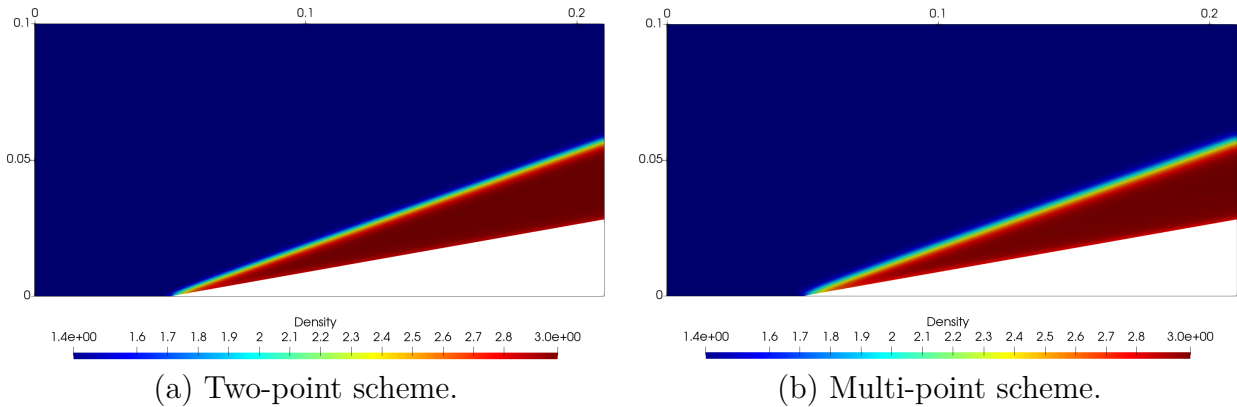 0 0.1 0.2
0.1
0.05
0
Density
1.4e+00 1.6 1.7 1.8 1.9 2 2.1 2.2 2.3 2.4 2.5 2.6 2.7 2.8 3.0e+00
(a) Two-point scheme.
0 0.1 0.2
0.1
0.05
0
Density
1.4e+00 1.6 1.7 1.8 1.9 2 2.1 2.2 2.3 2.4 2.5 2.6 2.7 2.8 3.0e+00
(b) Multi-point scheme.